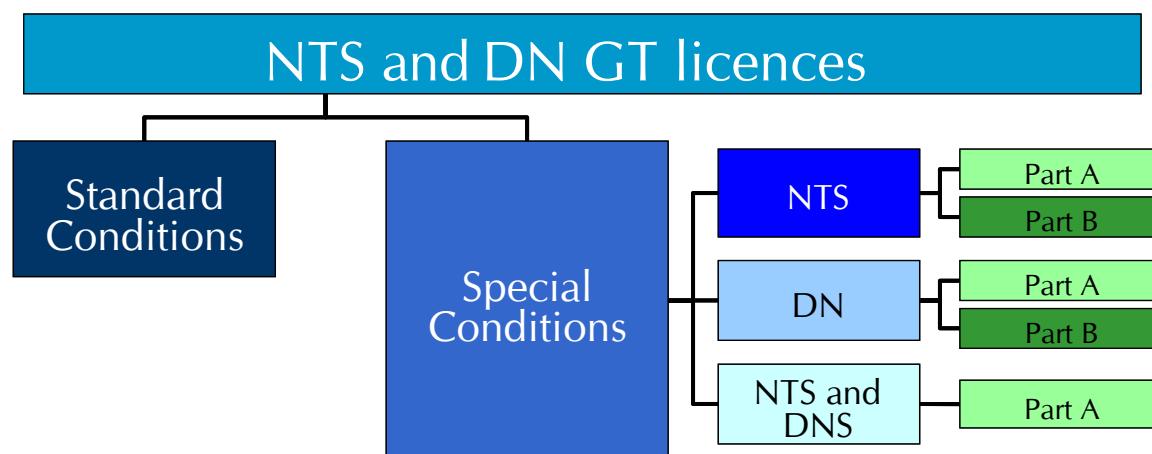 NTS and DN GT licences
Standard
Conditions
Special
Conditions
NTS
Part A
Part B
DN
Part A
Part B
NTS and
DNS
Part A